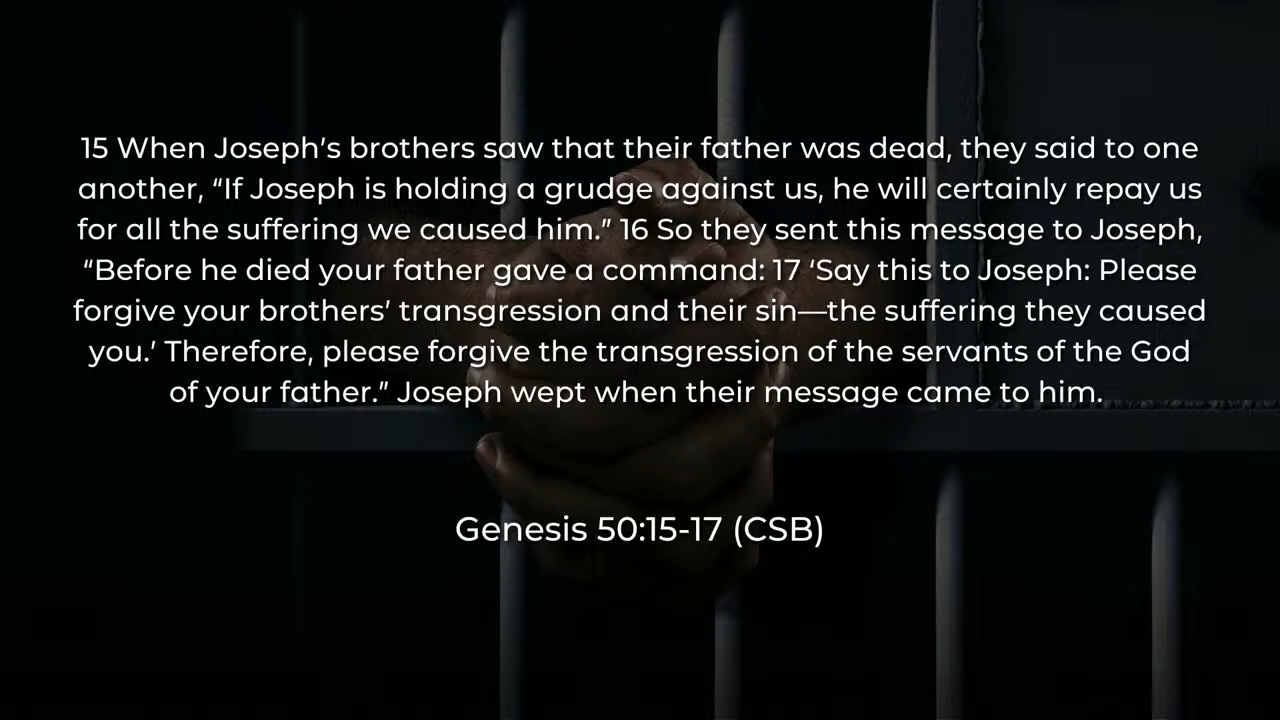 15 When Joseph’s brothers saw that their father was dead, they said to one
another, “If Joseph is holding a grudge against us, he will certainly repay us
for all the suffering we caused him.” 16 So they sent this message to Joseph,
“Before he died your father gave a command: 17 ‘Say this to Joseph: Please
forgive your brothers’ transgression and their sin—the suffering they caused
you.’ Therefore, please forgive the transgression of the servants of the God
of your father.” Joseph wept when their message came to him.
Genesis 50:15-17 (CSB)